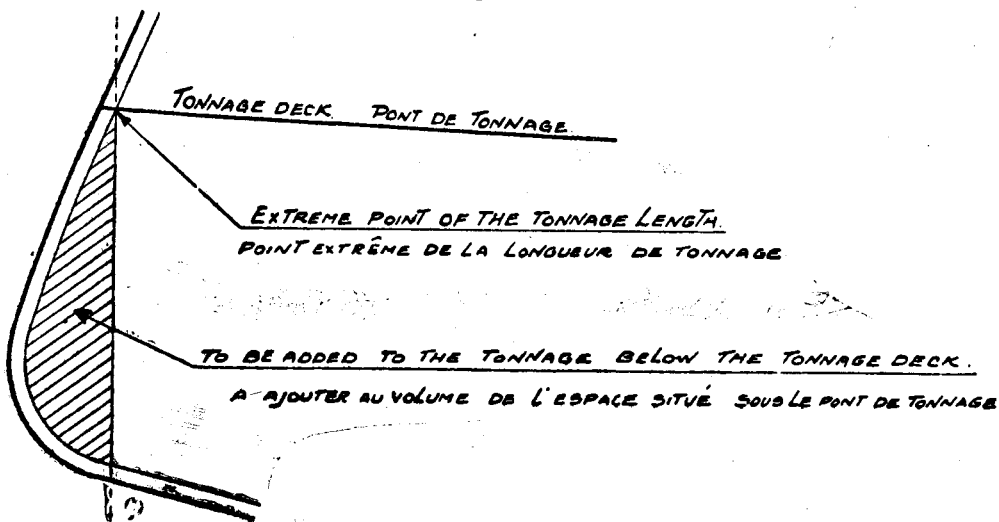 TONNAGE DECK. PONT DE TONNAGE.
EXTREME POINT OF THE TONNAGE LENGTH.
POINT EXTRÊME DE LA LONGUEUR DE TONNAGE
TO BE ADDED TO THE TONNAGE BELOW THE TONNAGE DECK.
A AJOUTER AU VOLUME DE L'ESPACE SITUÉ SOUS LE PONT DE TONNAGE